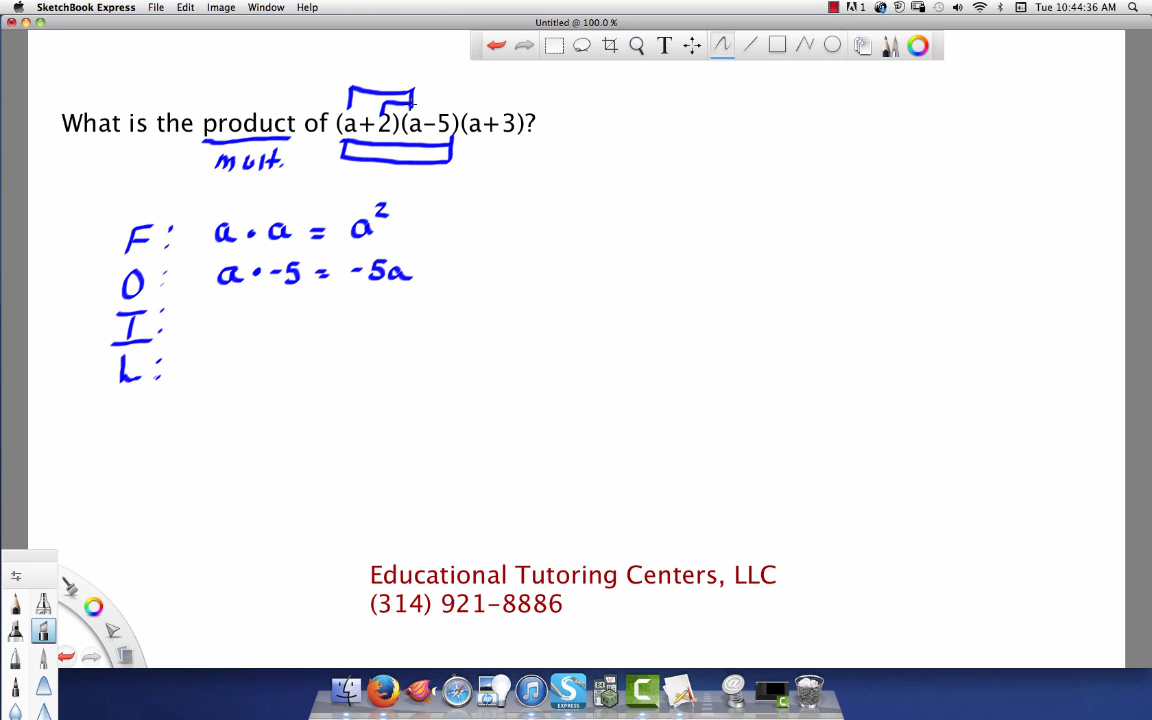 SketchBook Express File Edit Image Window Help 1 Tue 10:44:36 AM
Untitled @ 100.0 %
What is the product of (a+2)(a-5)(a+3)?
mult.
F: a · a = a²
O: a · -5 = -5a
I:
L:
Educational Tutoring Centers, LLC
(314) 921-8886